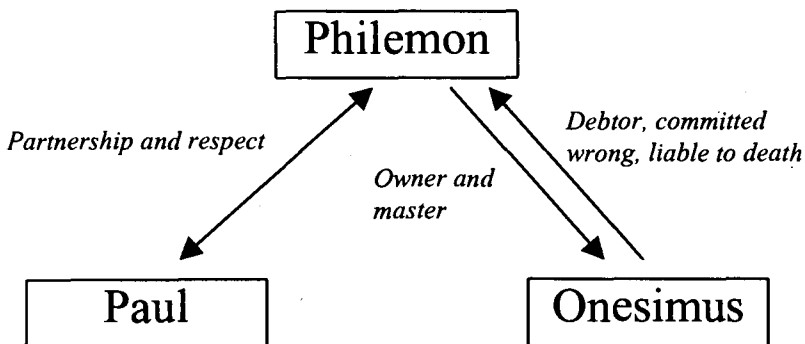 Philemon
Partnership and respect
Debtor, committed
wrong, liable to death
Owner and
master
Paul
Onesimus